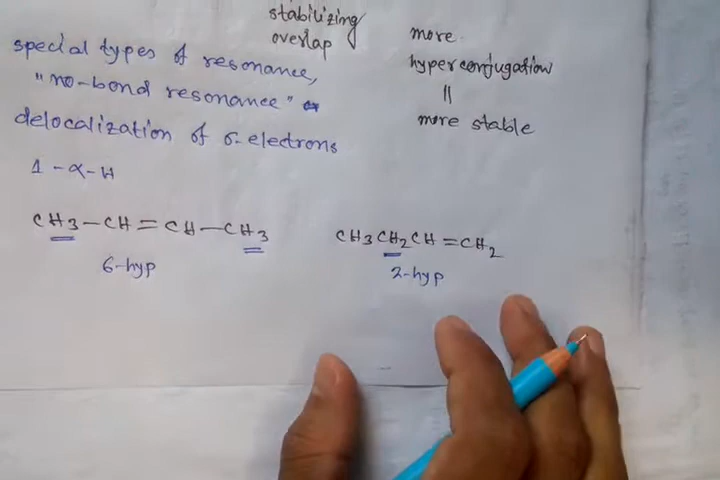 stabilizing
overlap
special types of resonance,
"no-bond resonance"
delocalization of σ-electrons
1-α-H
more
hyperconjugation
||
more stable
CH3-CH=CH-CH3
6-hyp
CH3CH2CH=CH2
2-hyp